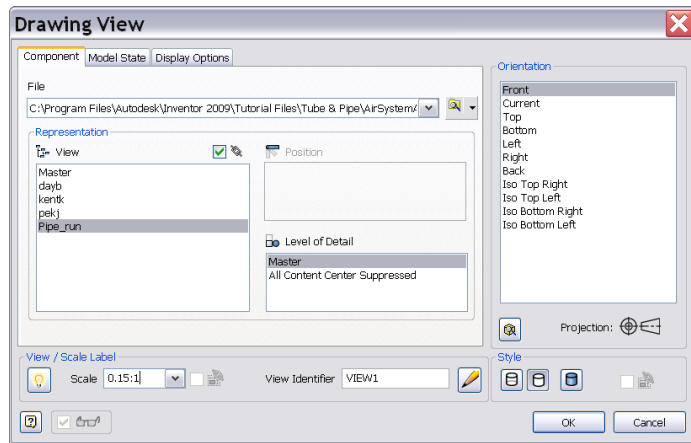 Drawing View
Component Model State Display Options
File
C:\Program Files\Autodesk\Inventor 2009\Tutorial Files\Tube & Pipe\AirSystem
Representation
View
Master
dayb
kentk
pekj
Pipe_run
Position
Level of Detail
Master
All Content Center Suppressed
Orientation
Front
Current
Top
Bottom
Left
Right
Back
Iso Top Right
Iso Top Left
Iso Bottom Right
Iso Bottom Left
Projection:
View / Scale Label
Scale 0.15:1 View Identifier VIEW1
Style
OK Cancel